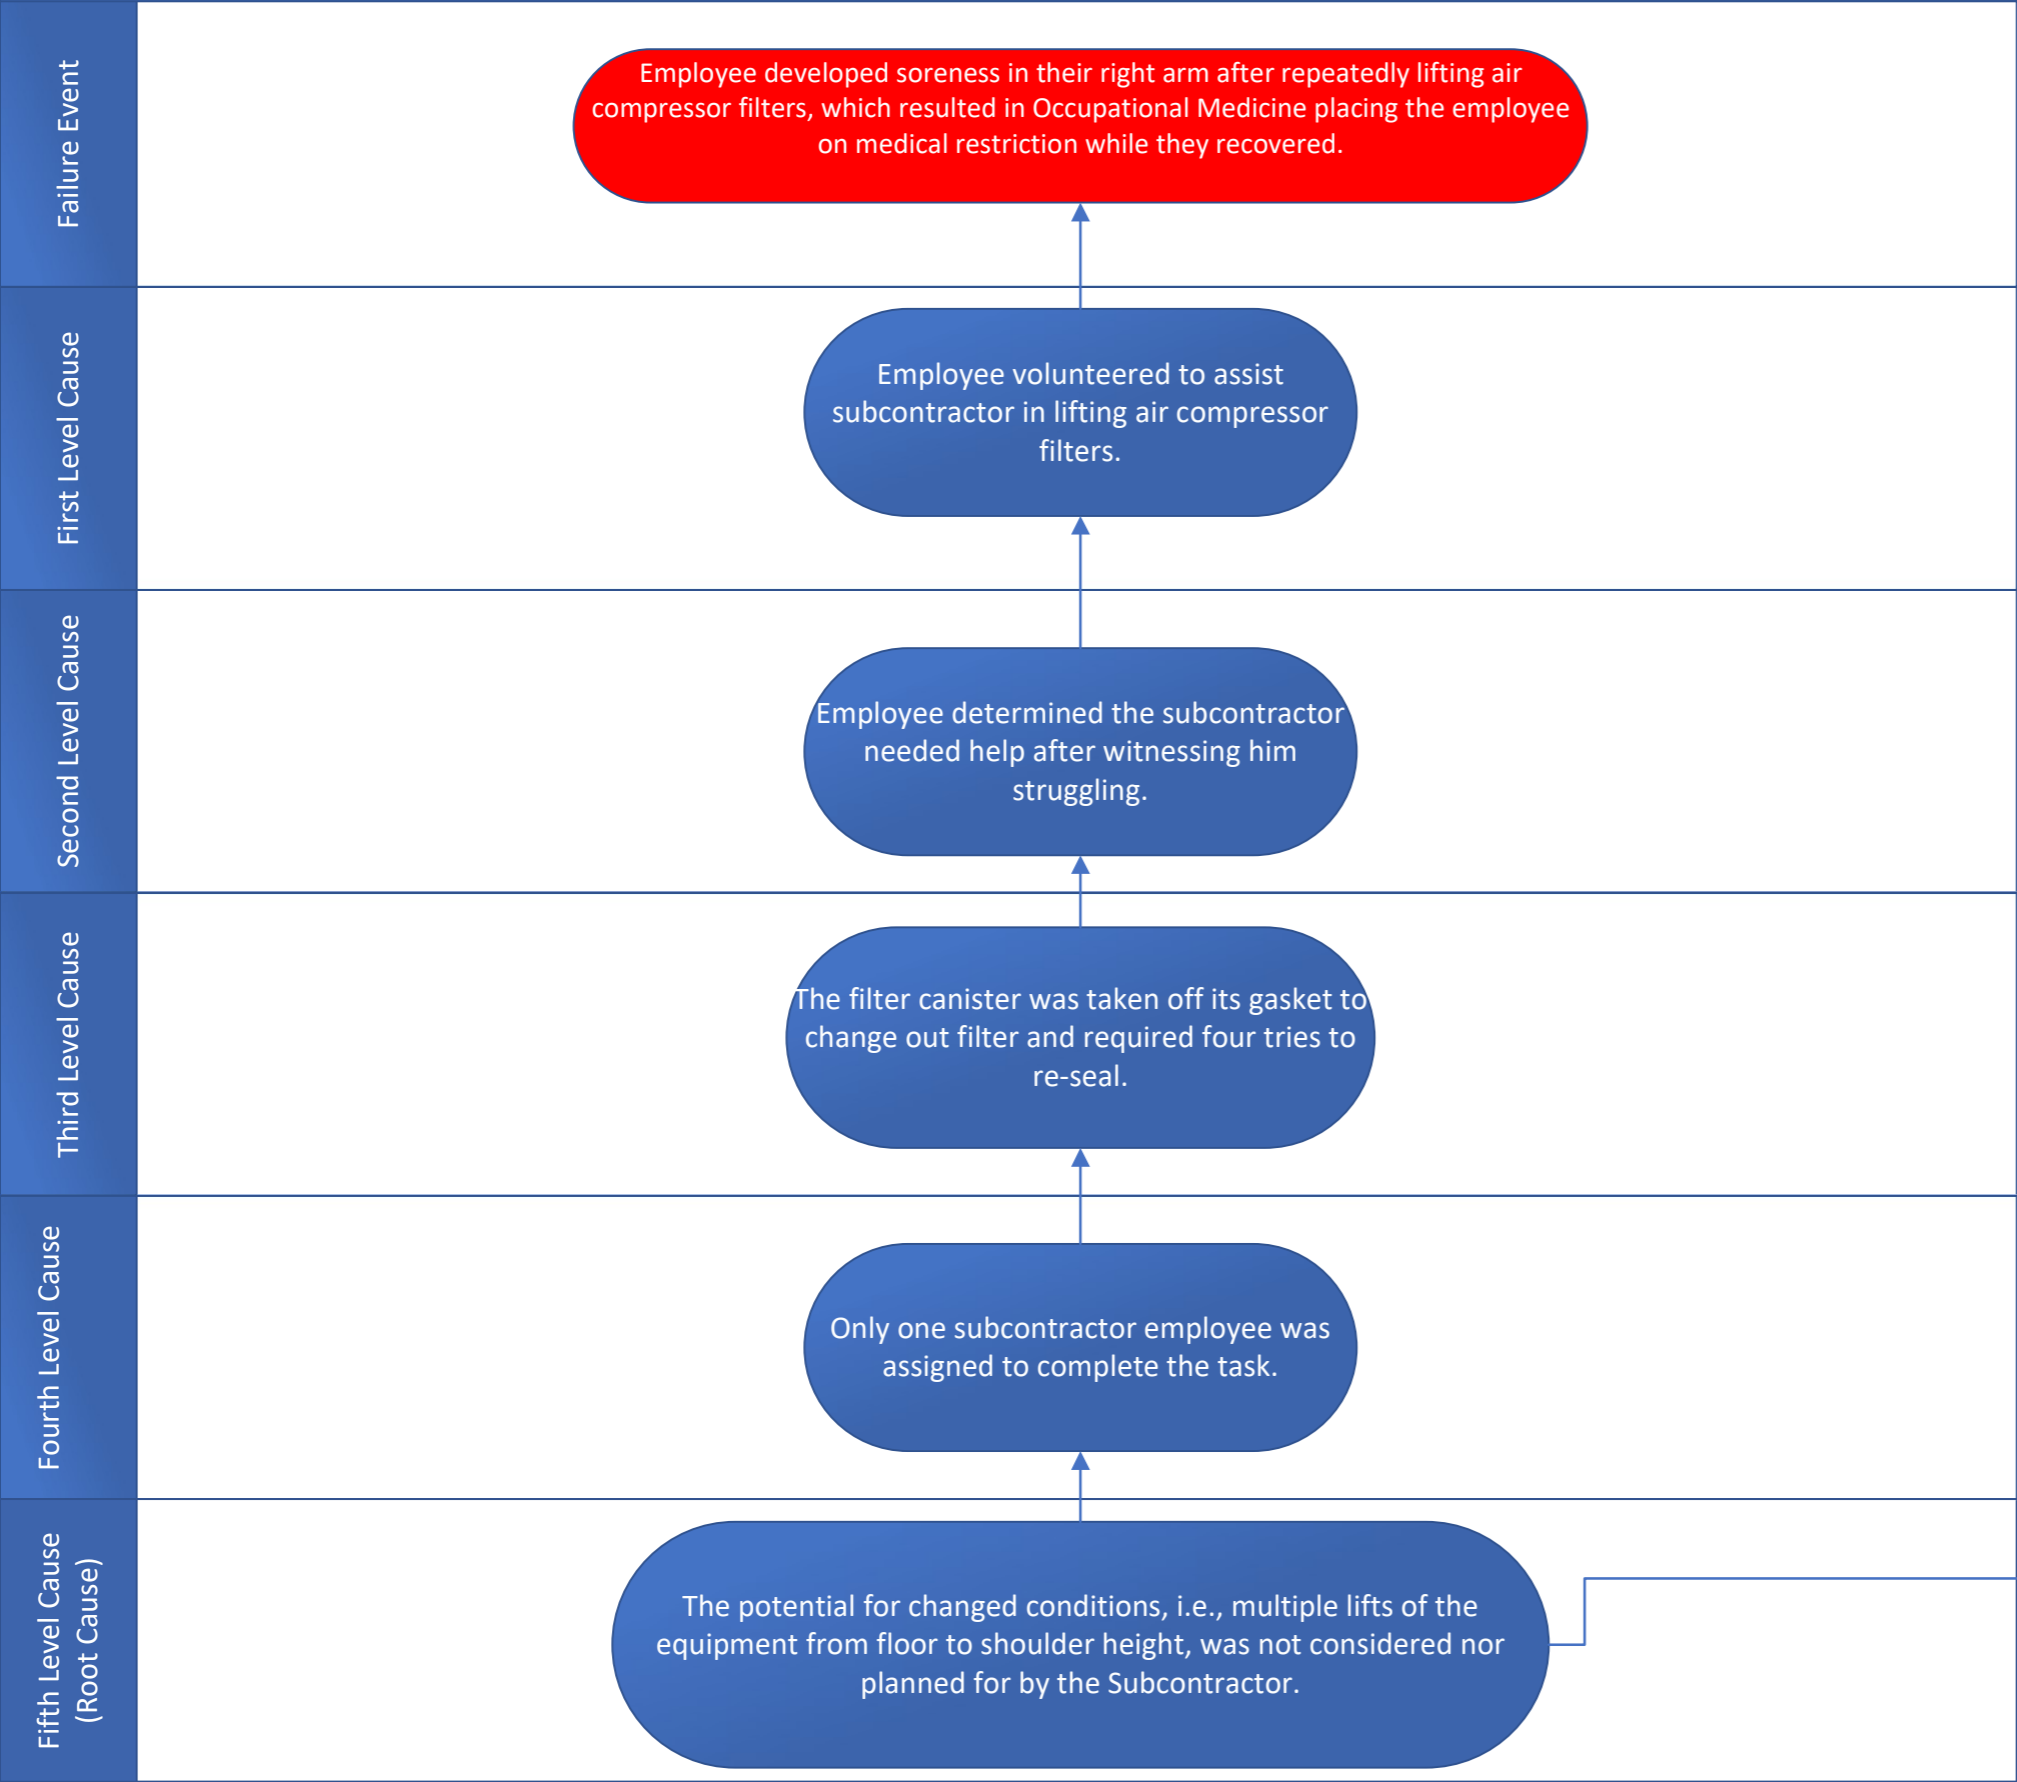 Failure Event
Employee developed soreness in their right arm after repeatedly lifting air
compressor filters, which resulted in Occupational Medicine placing the employee
on medical restriction while they recovered.
First Level Cause
Employee volunteered to assist
subcontractor in lifting air compressor
filters.
Second Level Cause
Employee determined the subcontractor
needed help after witnessing him
struggling.
Third Level Cause
The filter canister was taken off its gasket to
change out filter and required four tries to
re-seal.
Fourth Level Cause
Only one subcontractor employee was
assigned to complete the task.
Fifth Level Cause
(Root Cause)
The potential for changed conditions, i.e., multiple lifts of the
equipment from floor to shoulder height, was not considered nor
planned for by the Subcontractor.